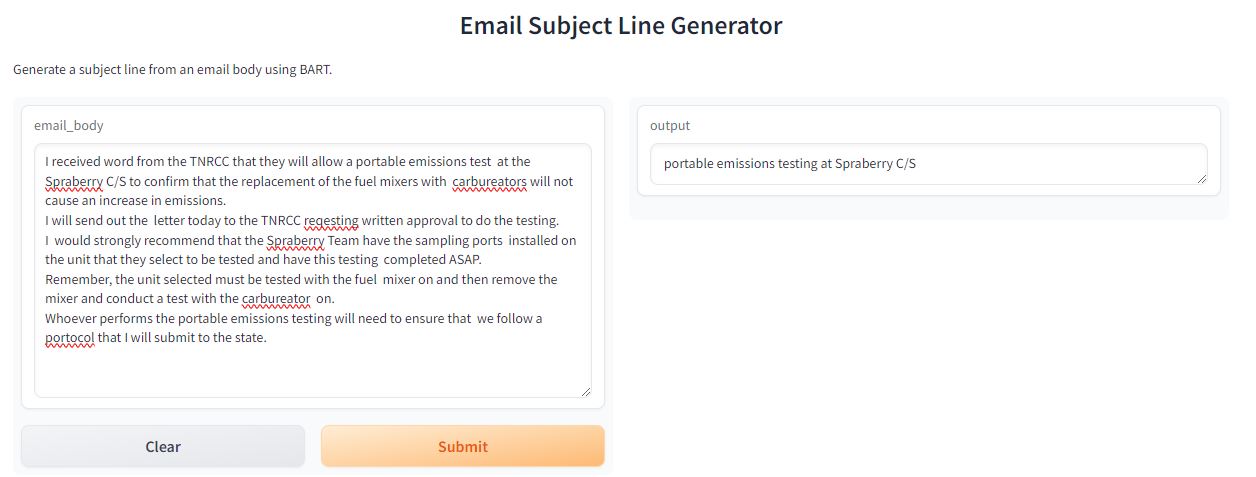 Email Subject Line Generator
Generate a subject line from an email body using BART.
email_body
I received word from the TNRCC that they will allow a portable emissions test  at the
Spraberry C/S to confirm that the replacement of the fuel mixers with  carbureators will not
cause an increase in emissions.
I will send out the  letter today to the TNRCC reqesting written approval to do the testing.
I  would strongly recommend that the Spraberry Team have the sampling ports  installed on
the unit that they select to be tested and have this testing  completed ASAP.
Remember, the unit selected must be tested with the fuel  mixer on and then remove the
mixer and conduct a test with the carbureator  on.
Whoever performs the portable emissions testing will need to ensure that  we follow a
portocol that I will submit to the state.
Clear
Submit
output
portable emissions testing at Spraberry C/S